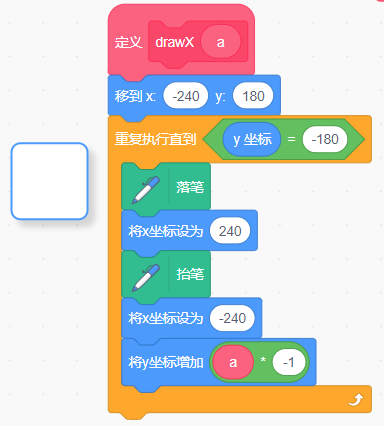 定义 drawX a
移到 x: -240 y: 180
重复执行直到 y 坐标 = -180
落笔
将x坐标设为 240
抬笔
将x坐标设为 -240
将y坐标增加 a * -1